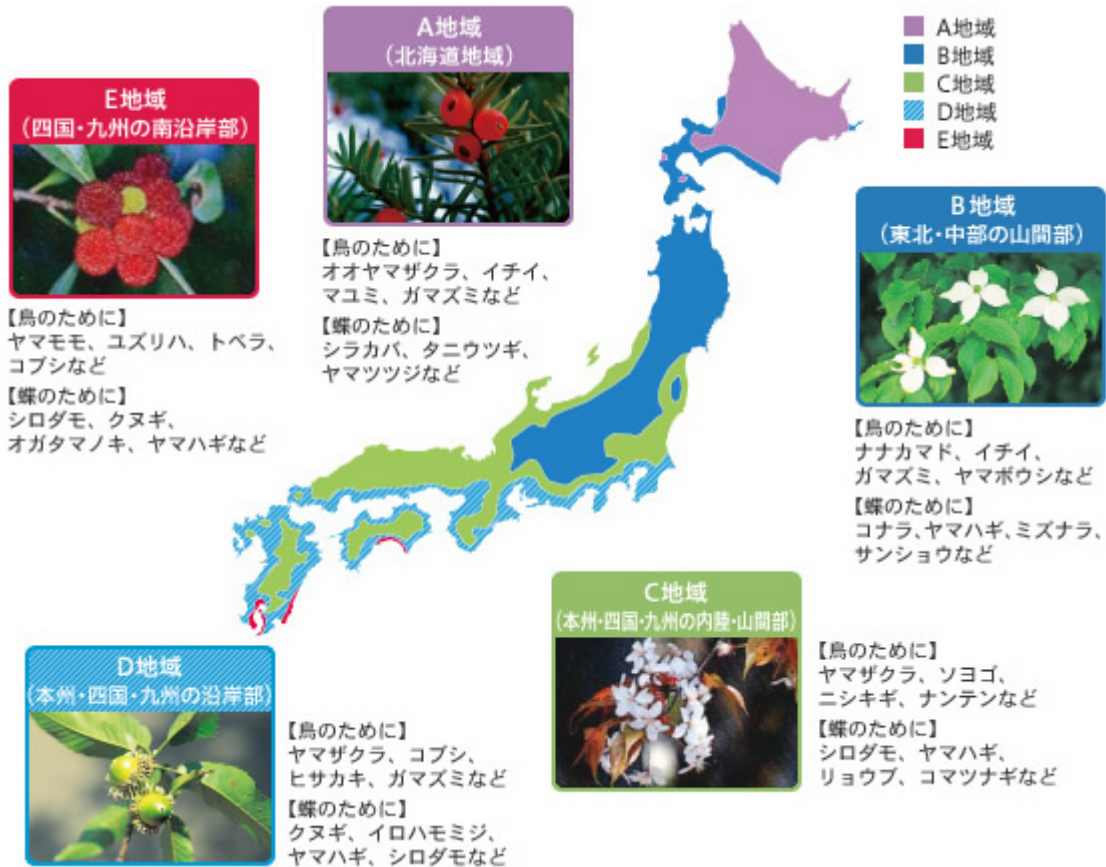 A地域
(北海道地域)
【鳥のために】
オオヤマザクラ、イチイ、
マユミ、ガマズミなど
【蝶のために】
シラカバ、タニウツギ、
ヤマツツジなど
A地域
B地域
C地域
D地域
E地域
E地域
(四国・九州の南沿岸部)
【鳥のために】
ヤマモモ、ユズリハ、トベラ、
コブシなど
【蝶のために】
シロダモ、クヌギ、
オガタマノキ、ヤマハギなど
B地域
(東北・中部の山間部)
【鳥のために】
ナナカマド、イチイ、
ガマズミ、ヤマボウシなど
【蝶のために】
コナラ、ヤマハギ、ミズナラ、
サンショウなど
C地域
(本州・四国・九州の内陸・山間部)
【鳥のために】
ヤマザクラ、ソヨゴ、
ニシキギ、ナンテンなど
【蝶のために】
シロダモ、ヤマハギ、
リョウブ、コマツナギなど
D地域
(本州・四国・九州の沿岸部)
【鳥のために】
ヤマザクラ、コブシ、
ヒサカキ、ガマズミなど
【蝶のために】
クヌギ、イロハモミジ、
ヤマハギ、シロダモなど